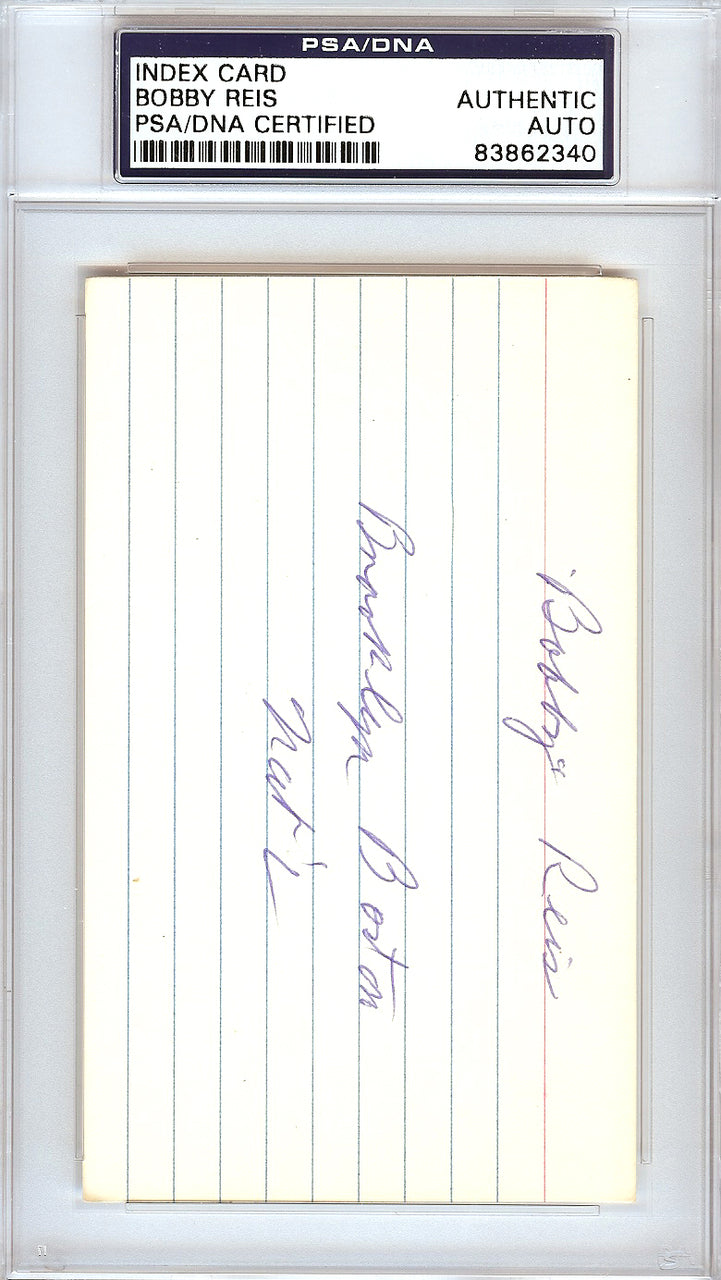 PSA/DNA
INDEX CARD
BOBBY REIS
PSA/DNA CERTIFIED
AUTHENTIC
AUTO
83862340
Bobby Reis
Brooklyn Boston
Nat'L